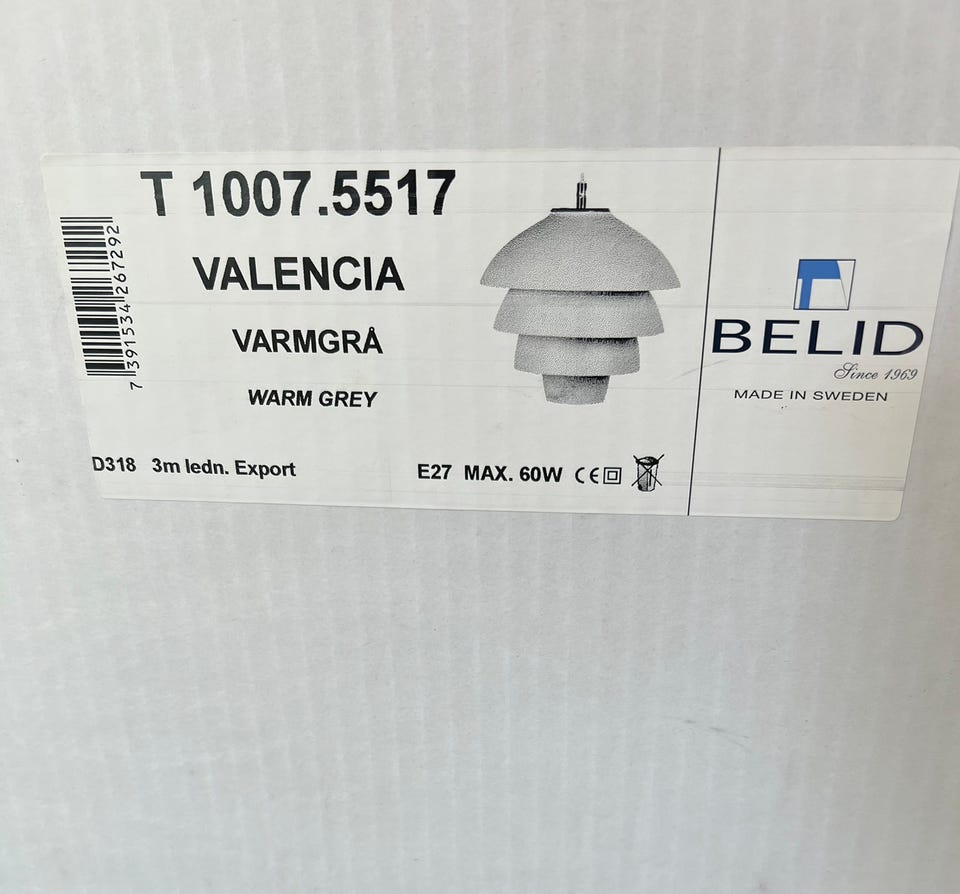 T 1007.5517
VALENCIA
VARMGRÅ
WARM GREY
7 391534 267292
D318 3m ledn. Export
E27 MAX. 60W CE
BELID
Since 1969
MADE IN SWEDEN